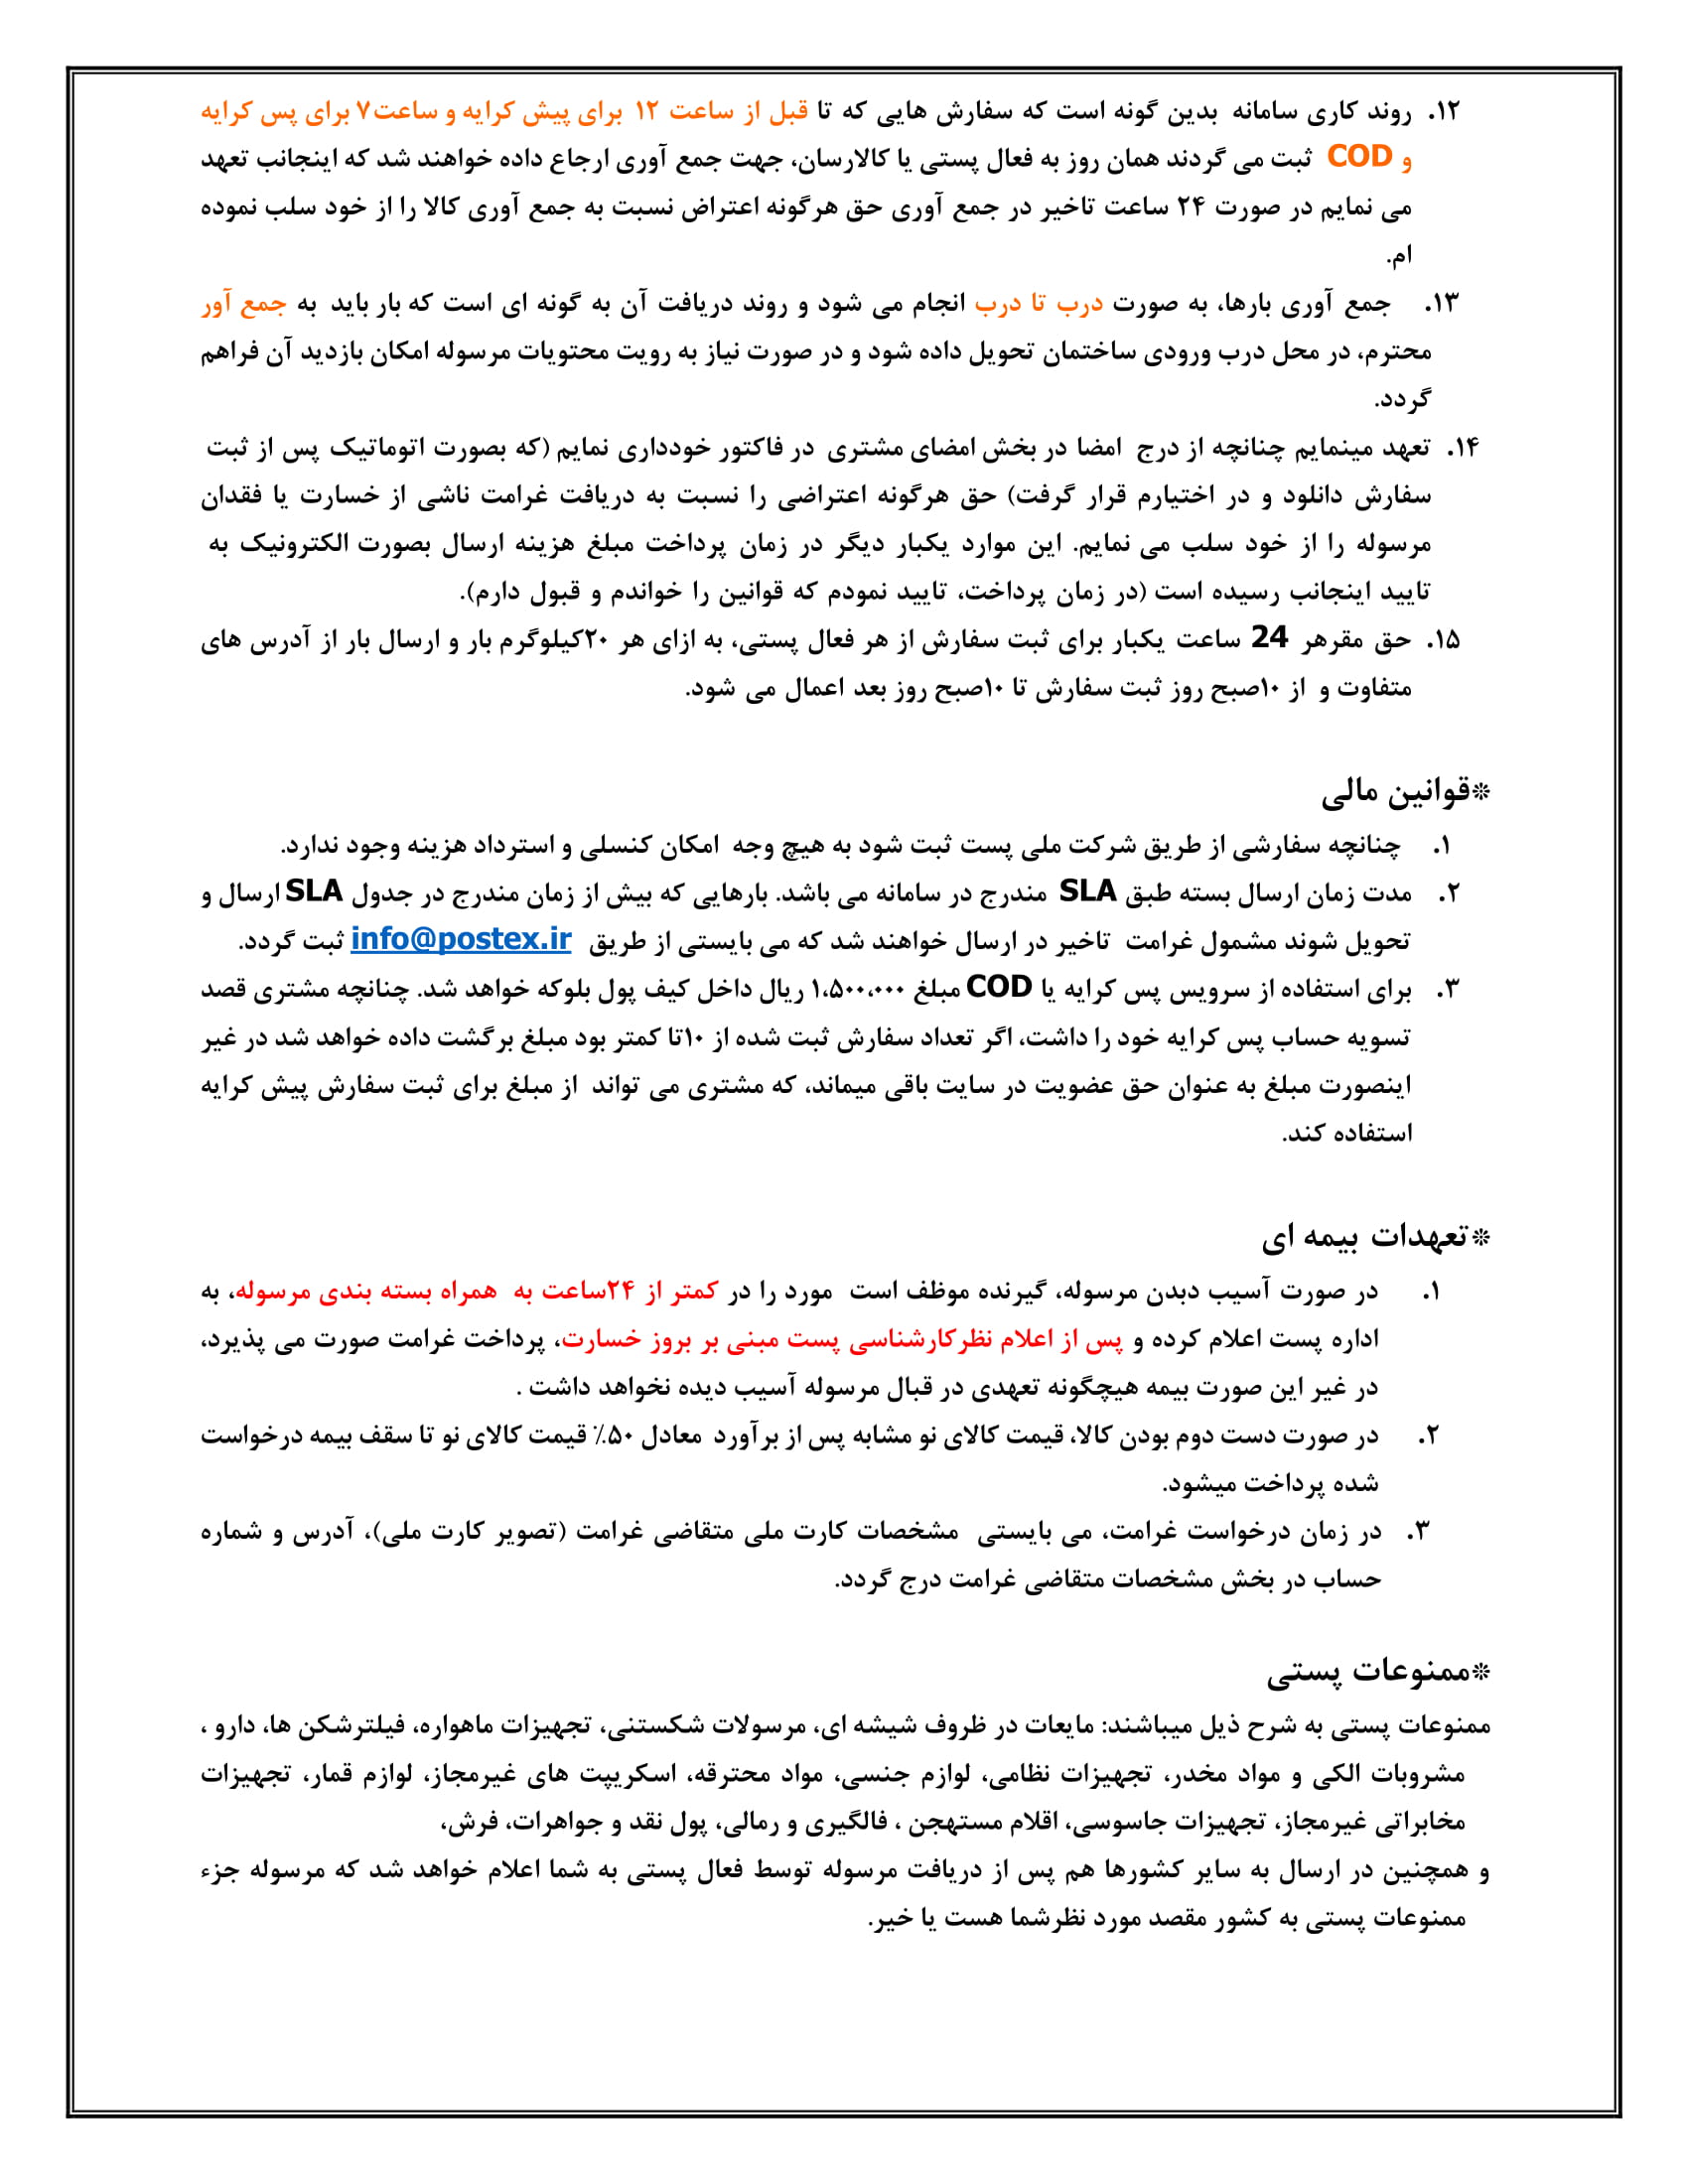 ۱۲. روند کاری سامانه بدین گونه است که سفارش هایی که تا قبل از ساعت ۱۲ برای پیش کرایه و ساعت۷ برای پس کرایه
و COD ثبت می گردند همان روز به فعال پستی یا کالارسان، جهت جمع آوری ارجاع داده خواهند شد که اینجانب تعهد
می نمایم در صورت ۲۴ ساعت تاخیر در جمع آوری حق هرگونه اعتراض نسبت به جمع آوری کالا را از خود سلب نموده
ام.
۱۳. جمع آوری بارها، به صورت درب تا درب انجام می شود و روند دریافت آن به گونه ای است که بار باید به جمع آور
محترم، در محل درب ورودی ساختمان تحویل داده شود و در صورت نیاز به رویت محتویات مرسوله امکان بازدید آن فراهم
گردد.
۱۴. تعهد مینمایم چنانچه از درج امضا در بخش امضای مشتری در فاکتور خودداری نمایم (که بصورت اتوماتیک پس از ثبت
سفارش دانلود و در اختیارم قرار گرفت) حق هرگونه اعتراضی را نسبت به دریافت غرامت ناشی از خسارت یا فقدان
مرسوله را از خود سلب می نمایم. این موارد یکبار دیگر در زمان پرداخت مبلغ هزینه ارسال بصورت الکترونیک به
تایید اینجانب رسیده است (در زمان پرداخت، تایید نمودم که قوانین را خواندم و قبول دارم).
۱۵. حق مقرهر 24 ساعت یکبار برای ثبت سفارش از هر فعال پستی، به ازای هر ۲۰کیلوگرم بار و ارسال بار از آدرس های
متفاوت و از ۱۰صبح روز ثبت سفارش تا ۱۰صبح روز بعد اعمال می شود.
*قوانین مالی
۱. چنانچه سفارشی از طریق شرکت ملی پست ثبت شود به هیچ وجه امکان کنسلی و استرداد هزینه وجود ندارد.
۲. مدت زمان ارسال بسته طبق SLA مندرج در سامانه می باشد. بارهایی که بیش از زمان مندرج در جدول SLA ارسال و
تحویل شوند مشمول غرامت تاخیر در ارسال خواهند شد که می بایستی از طریق info@postex.ir ثبت گردد.
۳. برای استفاده از سرویس پس کرایه یا COD مبلغ ۱،۵۰۰،۰۰۰ ریال داخل کیف پول بلوکه خواهد شد. چنانچه مشتری قصد
تسویه حساب پس کرایه خود را داشت، اگر تعداد سفارش ثبت شده از ۱۰تا کمتر بود مبلغ برگشت داده خواهد شد در غیر
اینصورت مبلغ به عنوان حق عضویت در سایت باقی میماند، که مشتری می تواند از مبلغ برای ثبت سفارش پیش کرایه
استفاده کند.
*تعهدات بیمه ای
۱. در صورت آسیب دبدن مرسوله، گیرنده موظف است مورد را در کمتر از ۲۴ساعت به همراه بسته بندی مرسوله، به
اداره پست اعلام کرده و پس از اعلام نظرکارشناسی پست مبنی بر بروز خسارت، پرداخت غرامت صورت می پذیرد،
در غیر این صورت بیمه هیچگونه تعهدی در قبال مرسوله آسیب دیده نخواهد داشت .
۲. در صورت دست دوم بودن کالا، قیمت کالای نو مشابه پس از برآورد معادل ۵۰٪ قیمت کالای نو تا سقف بیمه درخواست
شده پرداخت میشود.
۳. در زمان درخواست غرامت، می بایستی مشخصات کارت ملی متقاضی غرامت (تصویر کارت ملی)، آدرس و شماره
حساب در بخش مشخصات متقاضی غرامت درج گردد.
*ممنوعات پستی
ممنوعات پستی به شرح ذیل میباشند: مایعات در ظروف شیشه ای، مرسولات شکستنی، تجهیزات ماهواره، فیلترشکن ها، دارو ،
مشروبات الکی و مواد مخدر، تجهیزات نظامی، لوازم جنسی، مواد محترقه، اسکریپت های غیرمجاز، لوازم قمار، تجهیزات
مخابراتی غیرمجاز، تجهیزات جاسوسی، اقلام مستهجن ، فالگیری و رمالی، پول نقد و جواهرات، فرش،
و همچنین در ارسال به سایر کشورها هم پس از دریافت مرسوله توسط فعال پستی به شما اعلام خواهد شد که مرسوله جزء
ممنوعات پستی به کشور مقصد مورد نظرشما هست یا خیر.